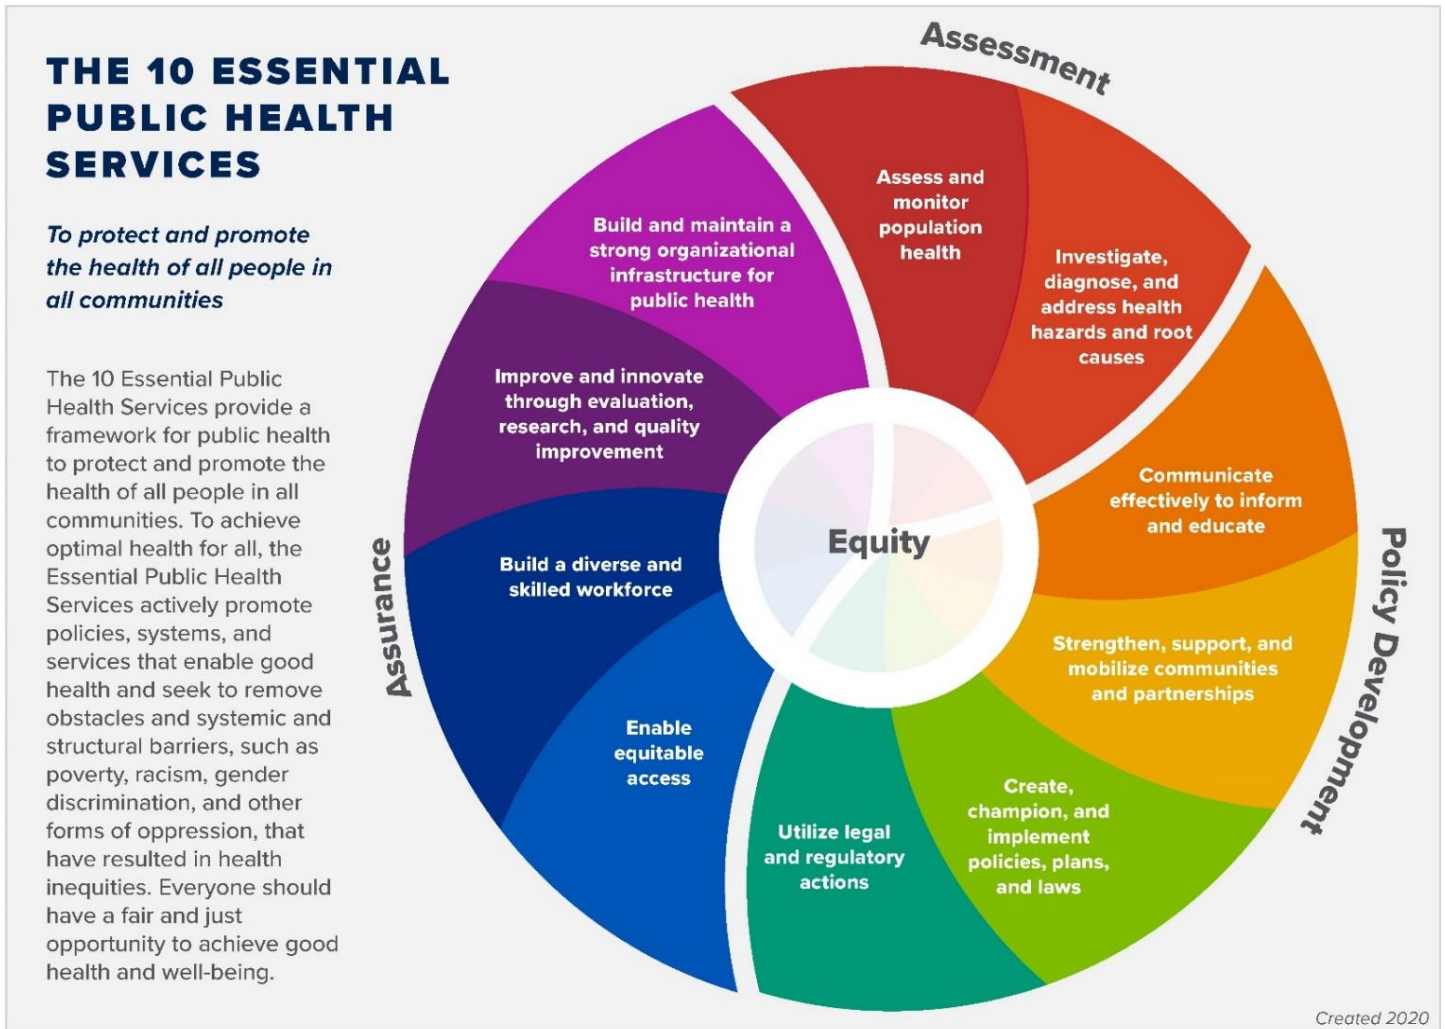 THE 10 ESSENTIAL
PUBLIC HEALTH
SERVICES
To protect and promote
the health of all people in
all communities
The 10 Essential Public
Health Services provide a
framework for public health
to protect and promote the
health of all people in all
communities. To achieve
optimal health for all, the
Essential Public Health
Services actively promote
policies, systems, and
services that enable good
health and seek to remove
obstacles and systemic and
structural barriers, such as
poverty, racism, gender
discrimination, and other
forms of oppression, that
have resulted in health
inequities. Everyone should
have a fair and just
opportunity to achieve good
health and well-being.
Assessment
Assess and
monitor
population
health
Investigate,
diagnose, and
address health
hazards and root
causes
Policy Development
Communicate
effectively to inform
and educate
Strengthen, support, and
mobilize communities
and partnerships
Create,
champion, and
implement
policies, plans,
and laws
Utilize legal
and regulatory
actions
Assurance
Enable
equitable
access
Build a diverse and
skilled workforce
Improve and innovate
through evaluation,
research, and quality
improvement
Build and maintain a
strong organizational
infrastructure for
public health
Equity
Created 2020